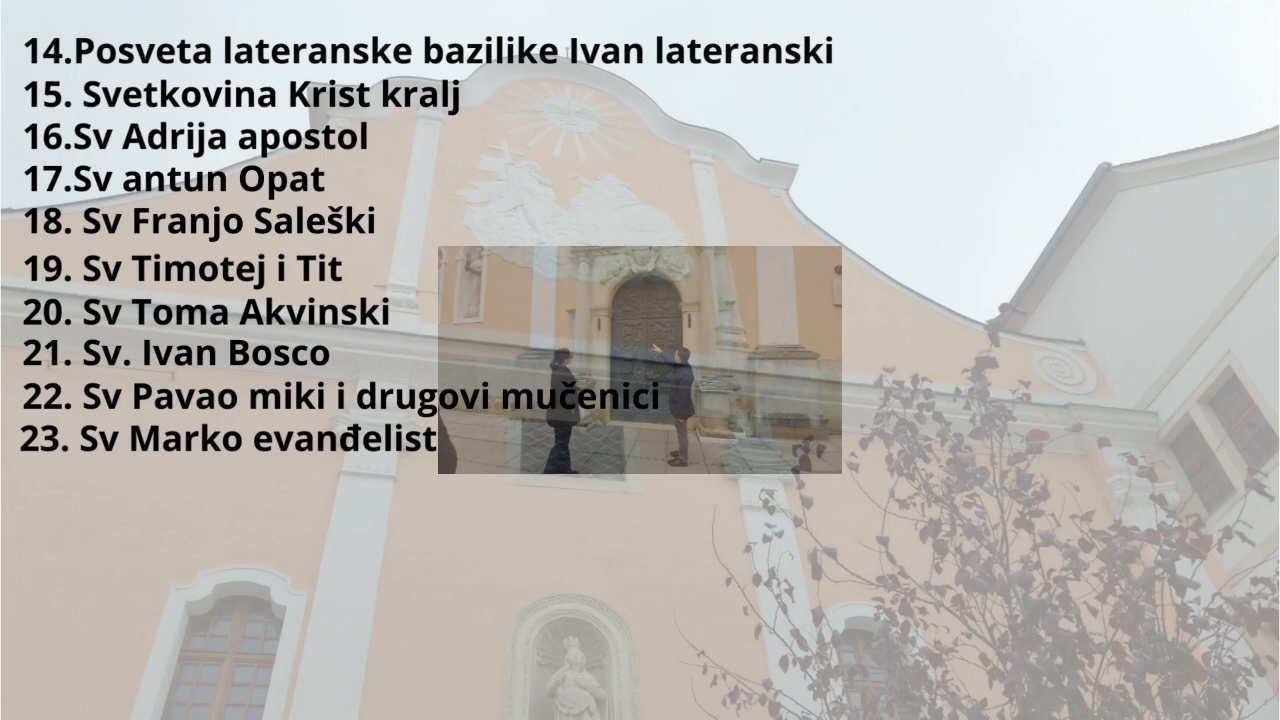 14.Posveta lateranske bazilike Ivan lateranski
15. Svetkovina Krist kralj
16.Sv Adrija apostol
17.Sv antun Opat
18. Sv Franjo Saleški
19. Sv Timotej i Tit
20. Sv Toma Akvinski
21. Sv. Ivan Bosco
22. Sv Pavao miki i drugovi mučenici
23. Sv Marko evanđelist